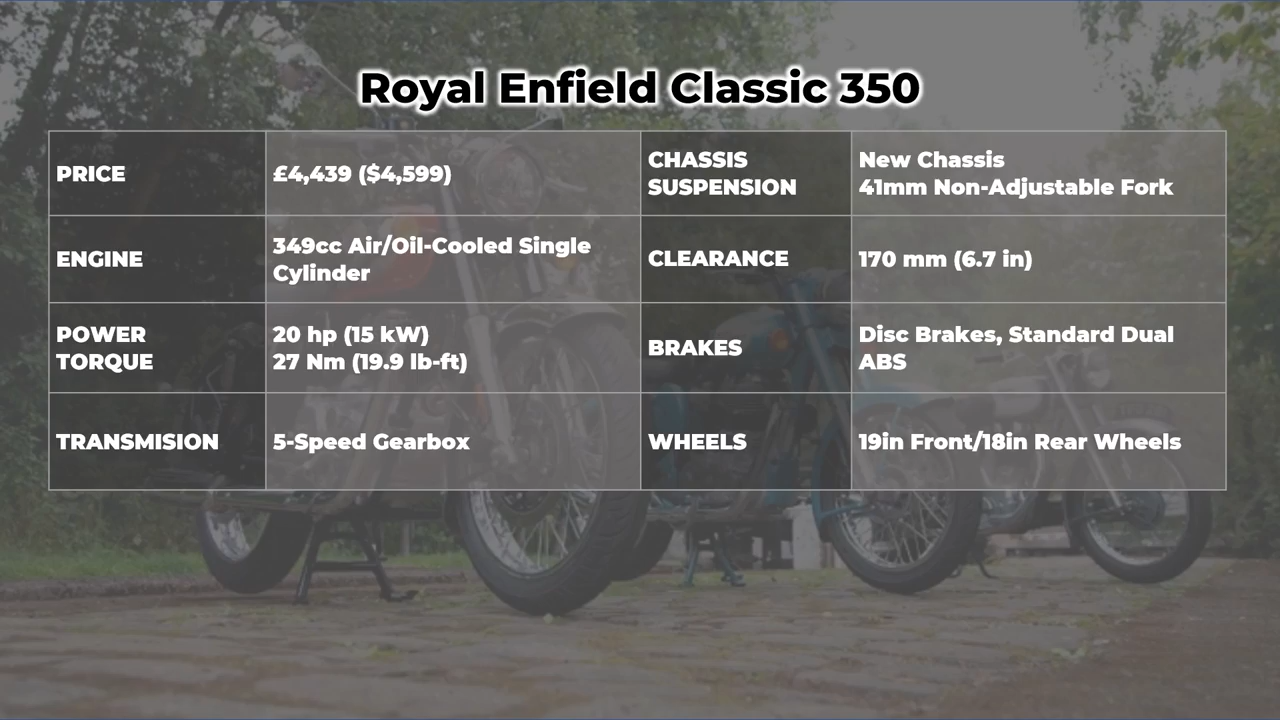 Royal Enfield Classic 350
PRICE
£4,439 ($4,599)
CHASSIS
SUSPENSION
New Chassis
41mm Non-Adjustable Fork
ENGINE
349cc Air/Oil-Cooled Single
Cylinder
CLEARANCE
170 mm (6.7 in)
POWER
TORQUE
20 hp (15 kW)
27 Nm (19.9 lb-ft)
BRAKES
Disc Brakes, Standard Dual
ABS
TRANSMISION
5-Speed Gearbox
WHEELS
19in Front/18in Rear Wheels